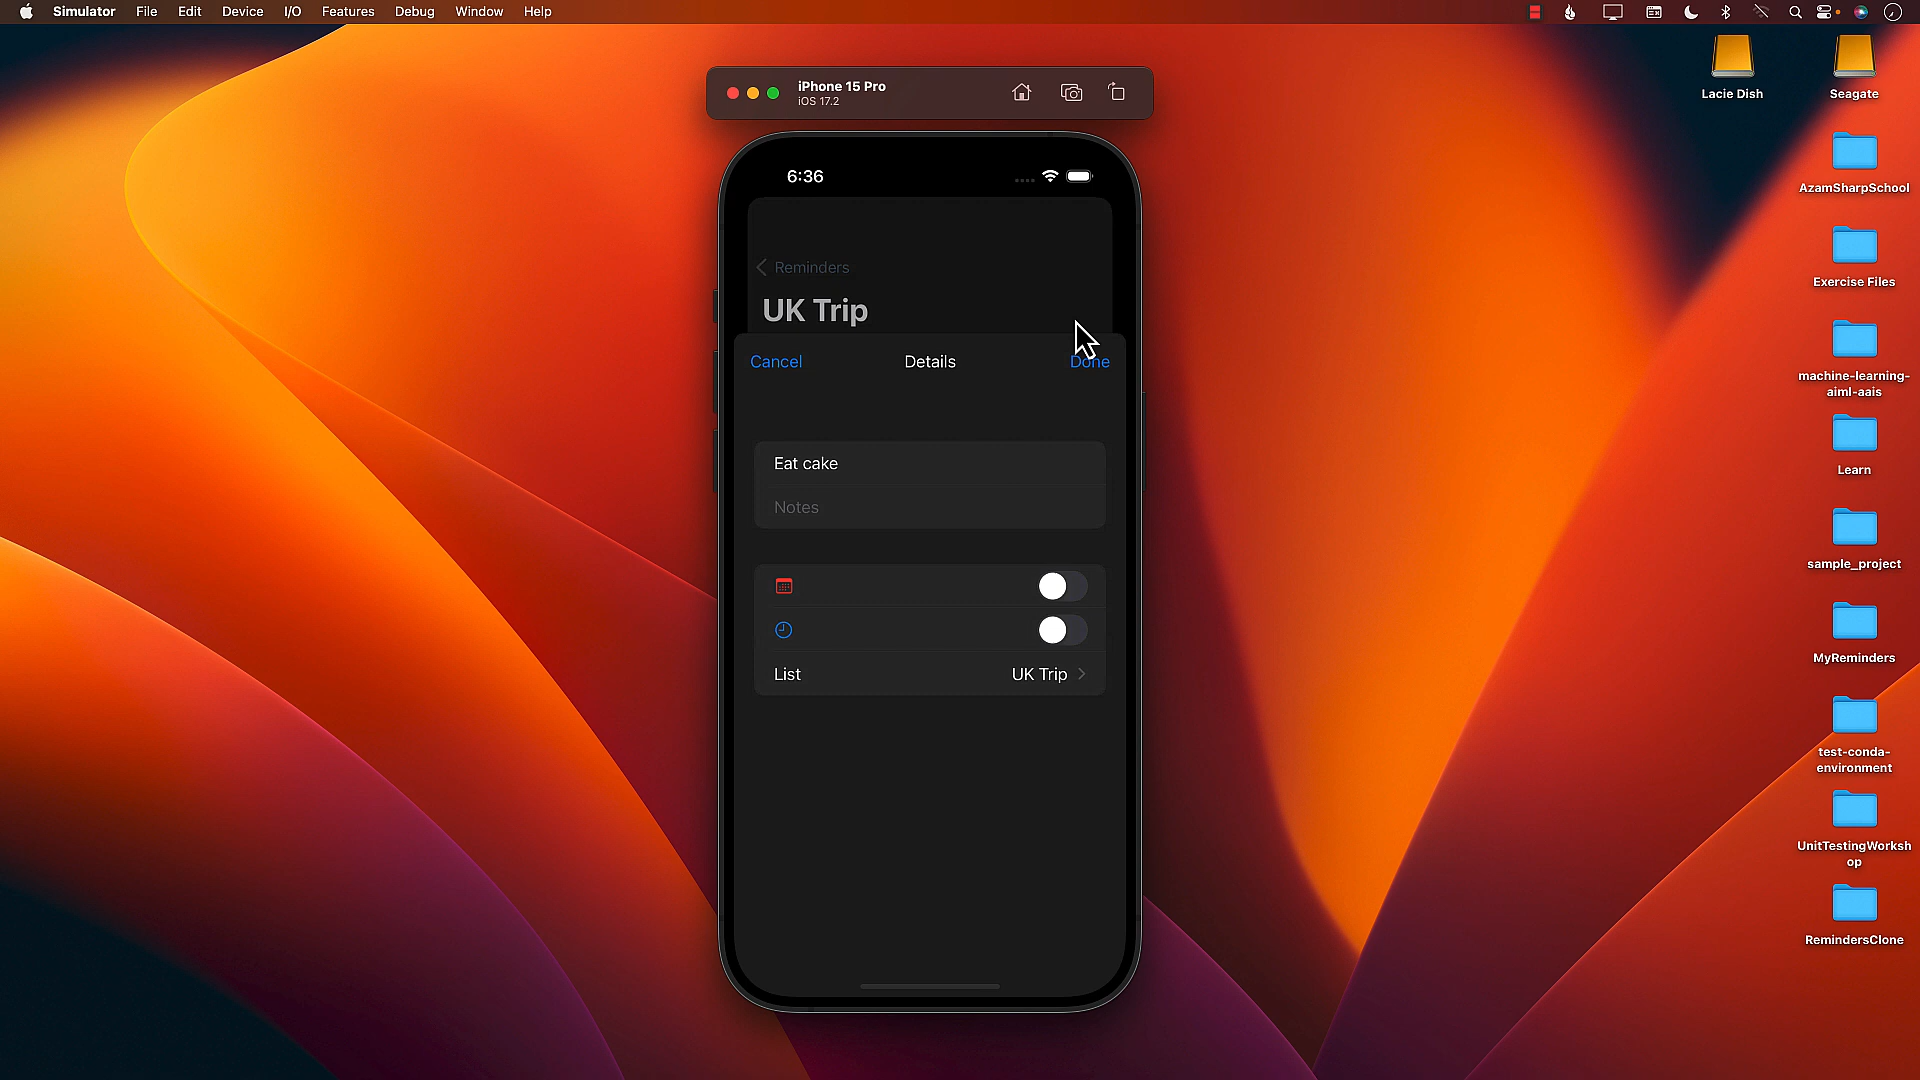 Simulator File Edit Device I/O Features Debug Window Help
Lacie Dish
Seagate
iPhone 15 Pro
iOS 17.2
AzamSharpSchool
6:36
Exercise Files
Reminders
UK Trip
Cancel Details Done
machine-learning-
aiml-aais
Eat cake
Learn
Notes
sample_project
MyReminders
List UK Trip
test-conda-
environment
UnitTestingWorksh
op
RemindersClone